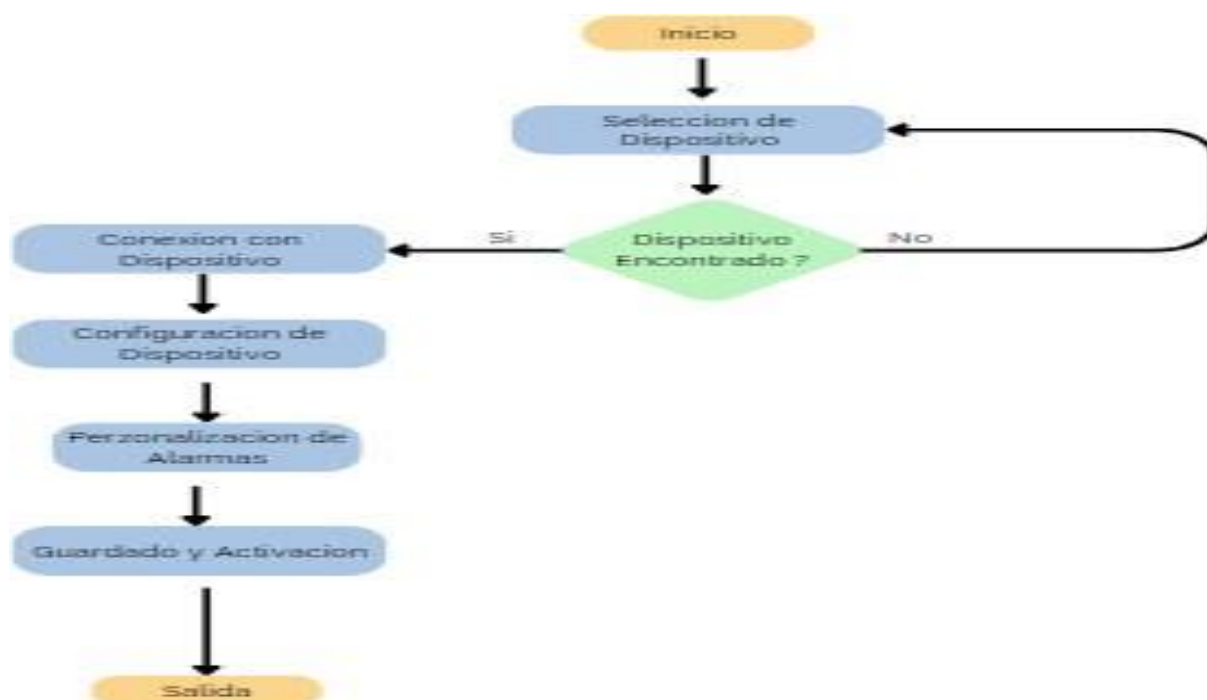 Inicio
Seleccion de
Dispositivo
Dispositivo
Encontrado ?
Si
No
Conexion con
Dispositivo
Configuracion de
Dispositivo
Perzonalizacion de
Alarmas
Guardado y Activacion
Salida